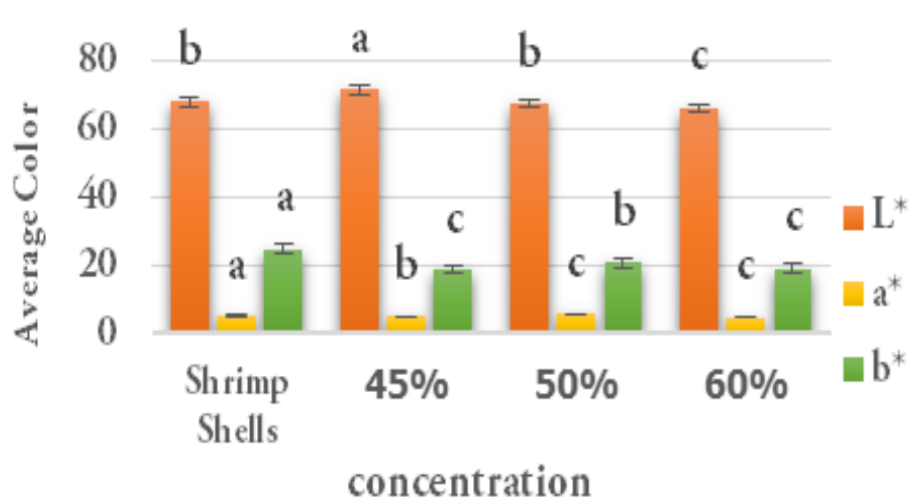 b a b c
80
60
40
20
0
a c b c
a b c c
Average Color
Shrimp Shells
45% 50% 60%
concentration
L*
a*
b*